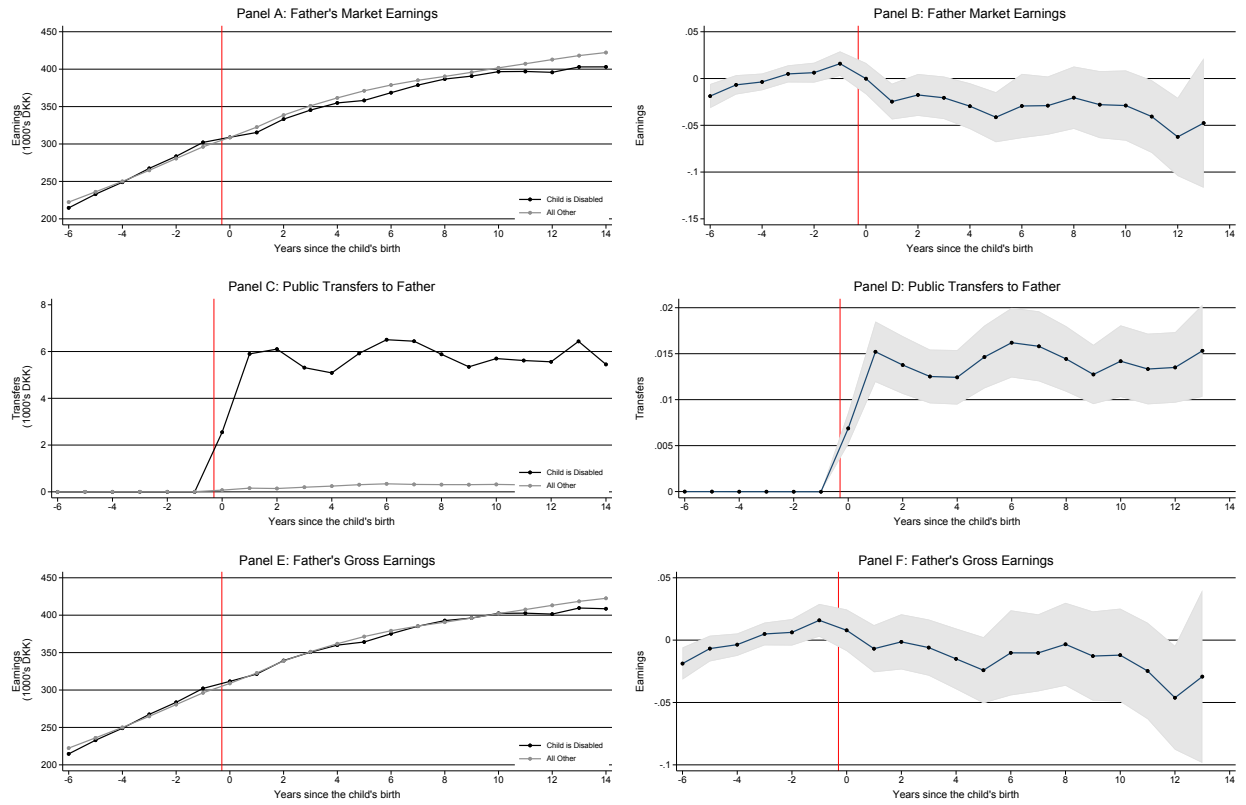 Panel A: Father's Market Earnings
450
400
350
300
250
200
Earnings
(1000's DKK)
-6 -4 -2 0 2 4 6 8 10 12 14
Years since the child's birth
Child is Disabled
All Other
Panel B: Father Market Earnings
.05
0
-.05
-.1
-.15
Earnings
-6 -4 -2 0 2 4 6 8 10 12 14
Years since the child's birth
Panel C: Public Transfers to Father
8
6
4
2
0
Transfers
(1000's DKK)
-6 -4 -2 0 2 4 6 8 10 12 14
Years since the child's birth
Child is Disabled
All Other
Panel D: Public Transfers to Father
.02
.015
.01
.005
0
Transfers
-6 -4 -2 0 2 4 6 8 10 12 14
Years since the child's birth
Panel E: Father's Gross Earnings
450
400
350
300
250
200
Earnings
(1000's DKK)
-6 -4 -2 0 2 4 6 8 10 12 14
Years since the child's birth
Child is Disabled
All Other
Panel F: Father's Gross Earnings
.05
0
-.05
-.1
Earnings
-6 -4 -2 0 2 4 6 8 10 12 14
Years since the child's birth